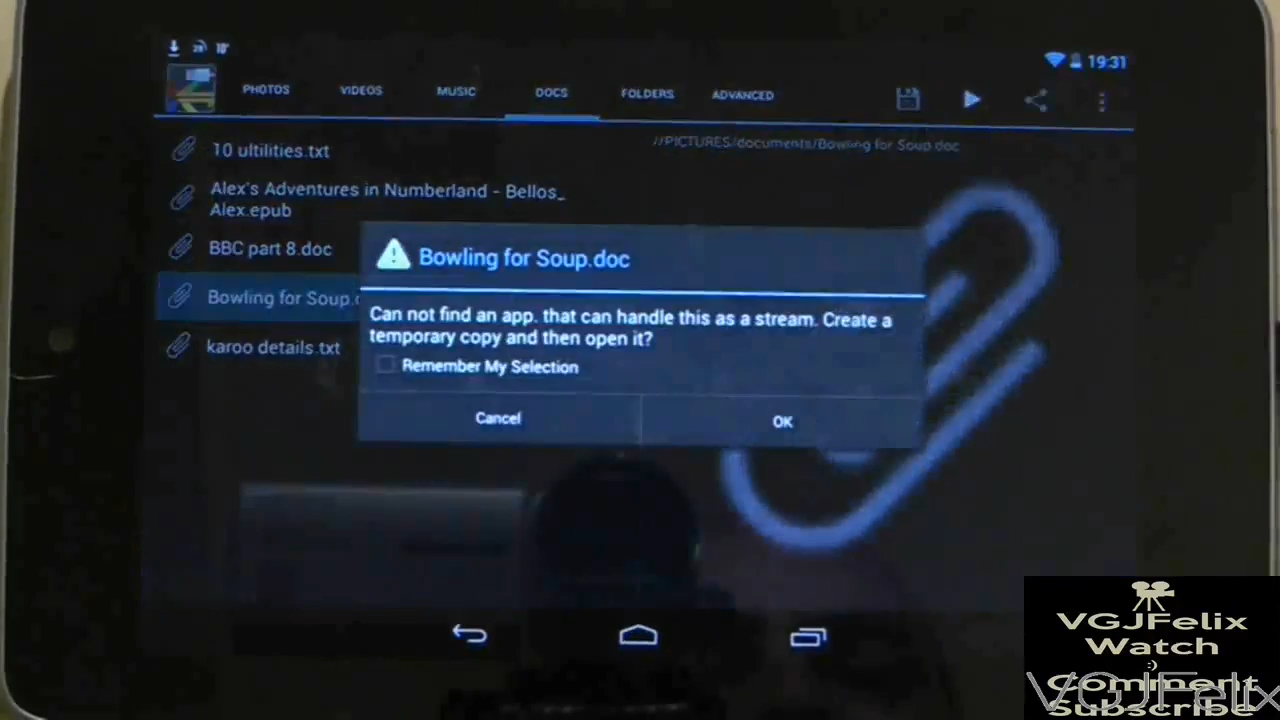 19:31
PHOTOS
VIDEOS
MUSIC
DOCS
FOLDERS
ADVANCED
10 ultilities.txt
//PICTURES/documents/Bowling for Soup.doc
Alex's Adventures in Numberland - Bellos_
Alex.epub
BBC part 8.doc
Bowling for Soup.d
karoo details.txt
Bowling for Soup.doc
Can not find an app. that can handle this as a stream. Create a
temporary copy and then open it?
Remember My Selection
Cancel
OK
VGJFelix
Watch
:)
Comment
Subscribe
VGJFelix